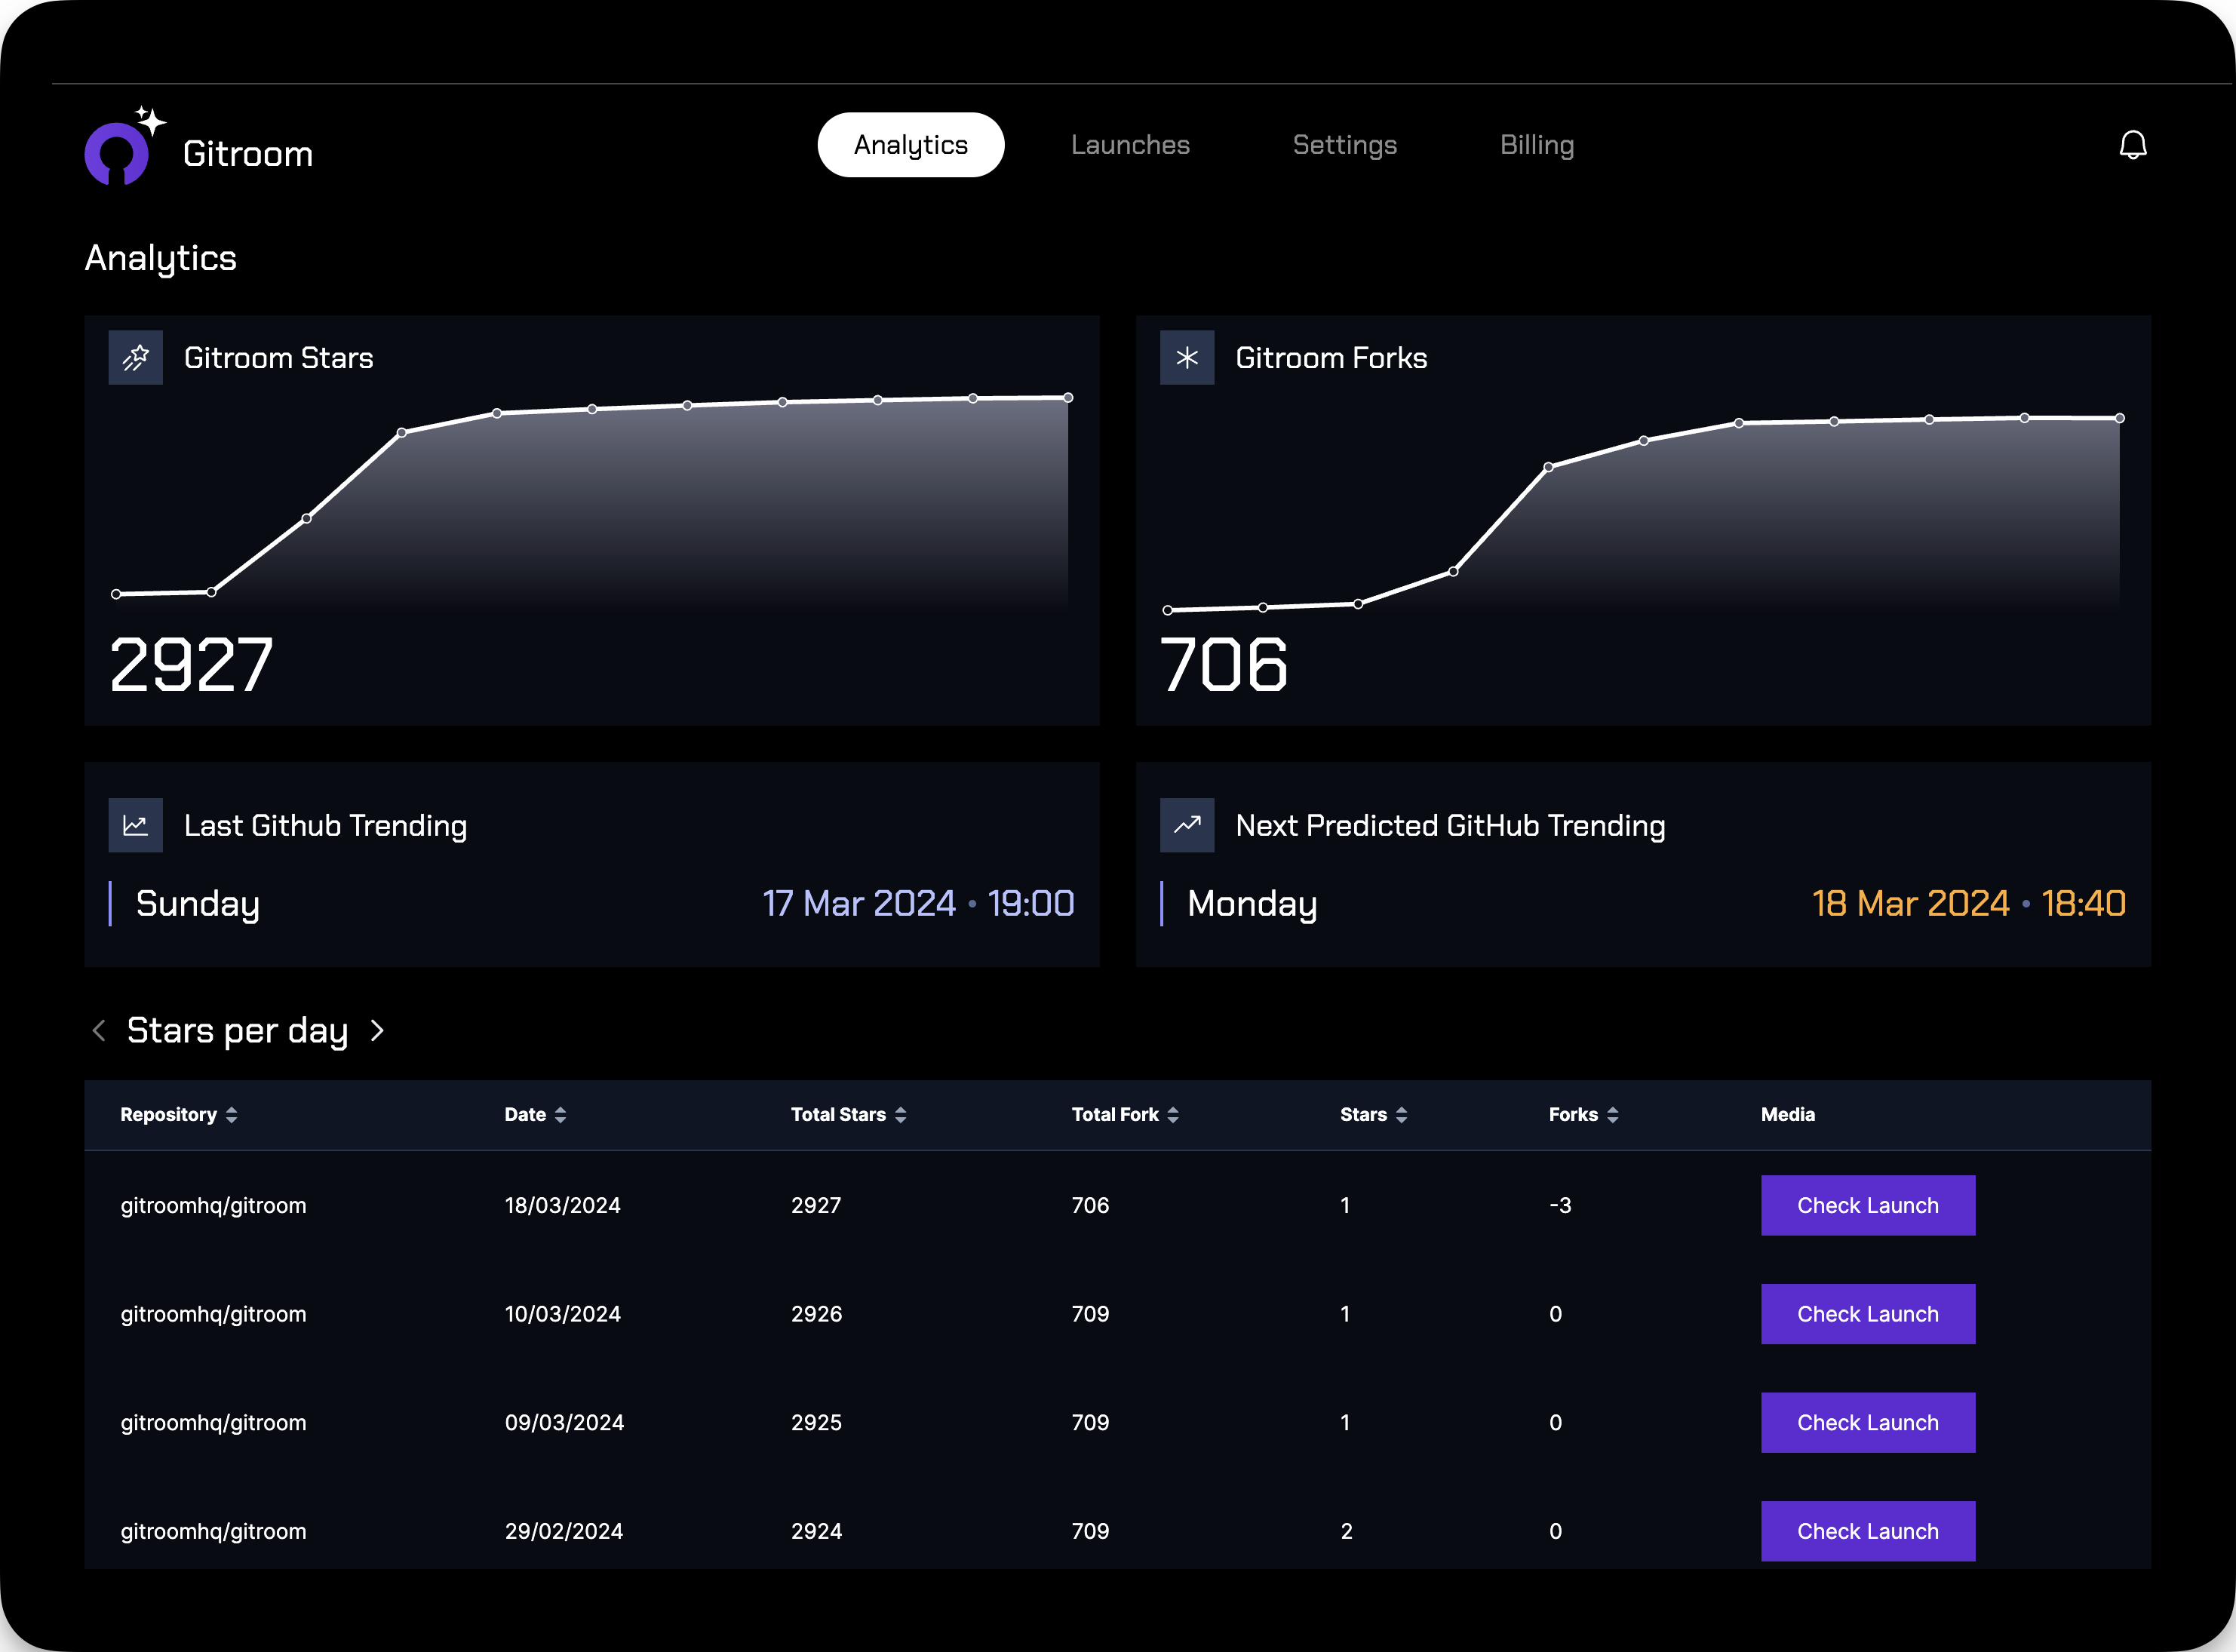 Gitroom
Analytics Launches Settings Billing
Analytics
Gitroom Stars
2927
Gitroom Forks
706
Last Github Trending
Sunday 17 Mar 2024 • 19:00
Next Predicted GitHub Trending
Monday 18 Mar 2024 • 18:40
Stars per day
Repository Date Total Stars Total Fork Stars Forks Media
gitroomhq/gitroom 18/03/2024 2927 706 1 -3 Check Launch
gitroomhq/gitroom 10/03/2024 2926 709 1 0 Check Launch
gitroomhq/gitroom 09/03/2024 2925 709 1 0 Check Launch
gitroomhq/gitroom 29/02/2024 2924 709 2 0 Check Launch